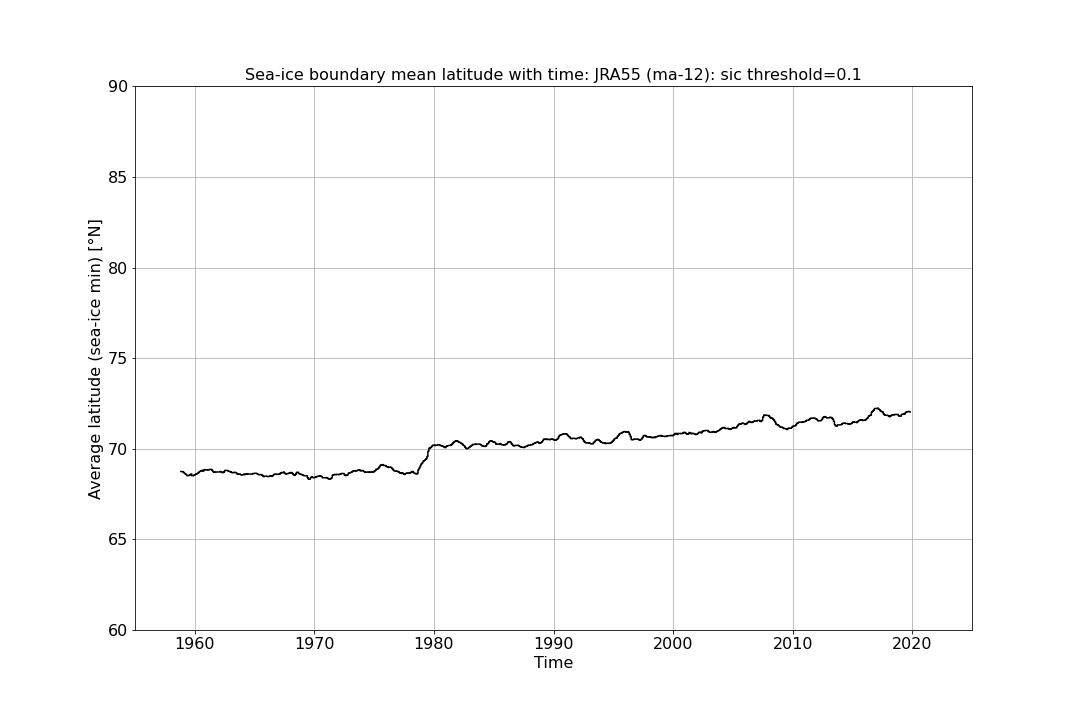 Sea-ice boundary mean latitude with time: JRA55 (ma-12): sic threshold=0.1
90
85
80
75
70
65
60
Average latitude (sea-ice min) [°N]
1960 1970 1980 1990 2000 2010 2020
Time